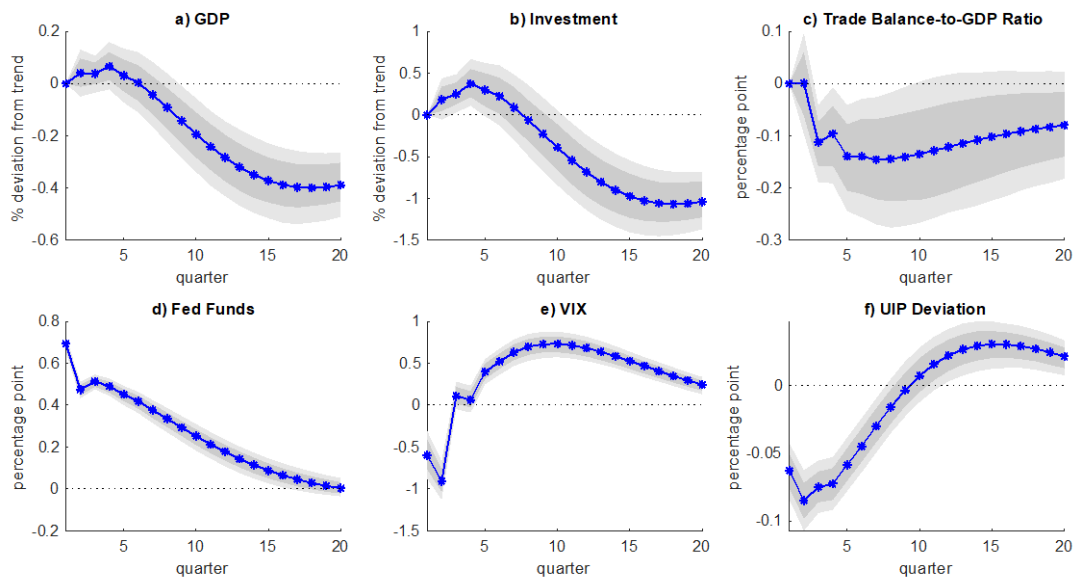 a) GDP
% deviation from trend
0.2
0
-0.2
-0.4
-0.6
5 10 15 20
quarter
b) Investment
% deviation from trend
1
0.5
0
-0.5
-1
-1.5
5 10 15 20
quarter
c) Trade Balance-to-GDP Ratio
percentage point
0.1
0
-0.1
-0.2
-0.3
5 10 15 20
quarter
d) Fed Funds
percentage point
0.8
0.6
0.4
0.2
0
-0.2
5 10 15 20
quarter
e) VIX
1
0.5
0
-0.5
-1
-1.5
5 10 15 20
quarter
f) UIP Deviation
percentage point
0
-0.05
-0.1
5 10 15 20
quarter